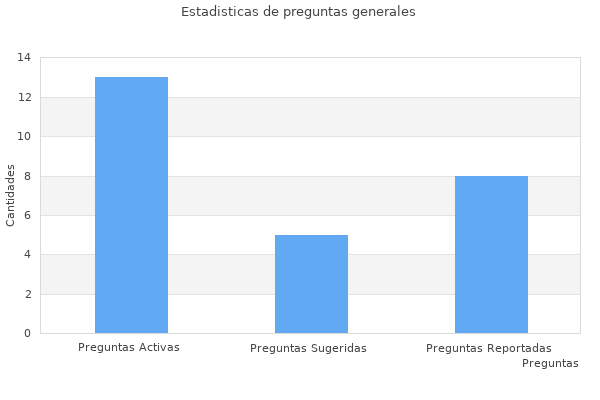 Estadisticas de preguntas generales
Cantidades
14
12
10
8
6
4
2
0
Preguntas Activas
Preguntas Sugeridas
Preguntas Reportadas
Preguntas